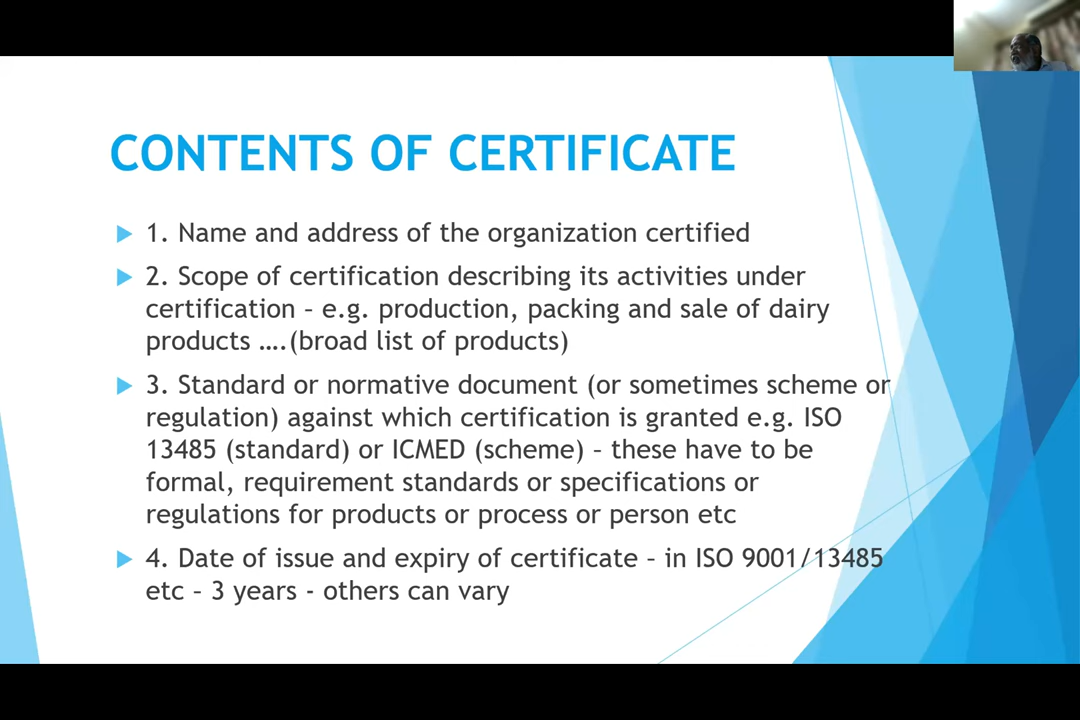 CONTENTS OF CERTIFICATE
1. Name and address of the organization certified
2. Scope of certification describing its activities under
certification – e.g. production, packing and sale of dairy
products ….(broad list of products)
3. Standard or normative document (or sometimes scheme or
regulation) against which certification is granted e.g. ISO
13485 (standard) or ICMED (scheme) – these have to be
formal, requirement standards or specifications or
regulations for products or process or person etc
4. Date of issue and expiry of certificate – in ISO 9001/13485
etc – 3 years - others can vary